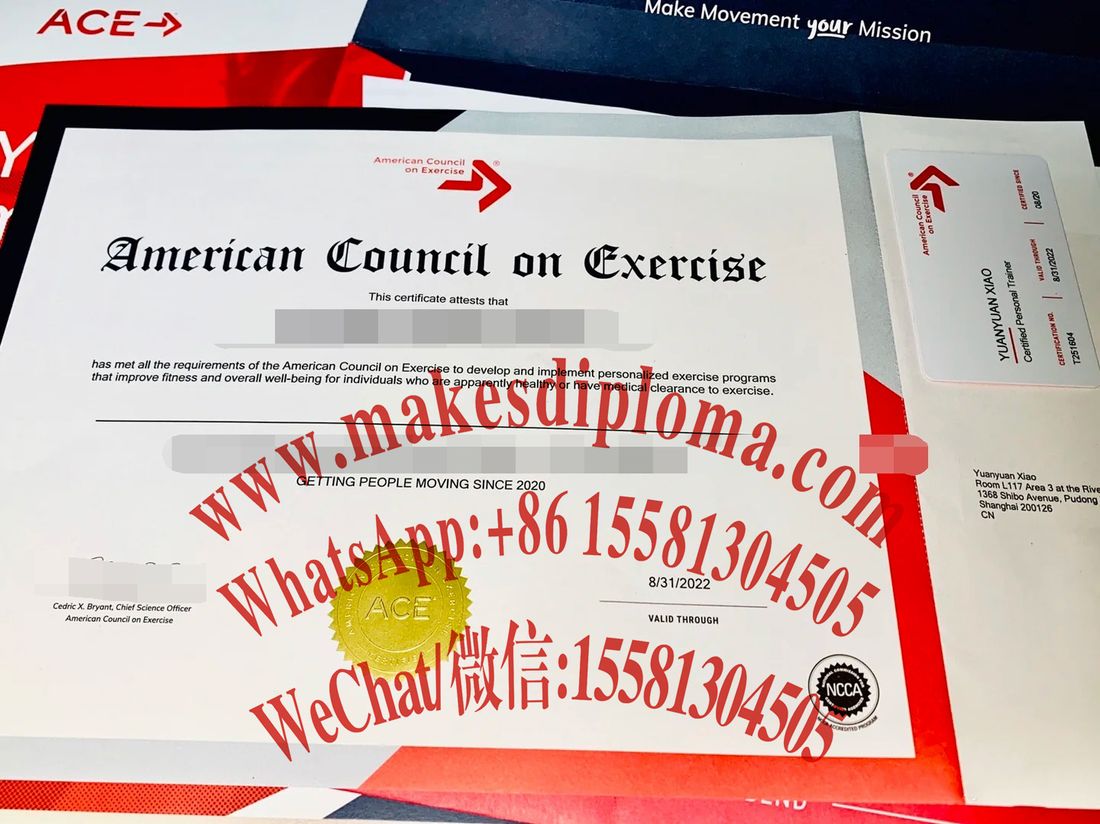 ACE
Make Movement your Mission
American Council
on Exercise
American Council on Exercise
This certificate attests that
has met all the requirements of the American Council on Exercise to develop and implement personalized exercise programs
that improve fitness and overall well-being for individuals who are apparently healthy or have medical clearance to exercise.
GETTING PEOPLE MOVING SINCE 2020
www.makesdiploma.com
WhatsApp:+86 15581304505
WeChat/微信:15581304505
Cedric X. Bryant, Chief Science Officer
American Council on Exercise
ACE
8/31/2022
VALID THROUGH
NCCA
American Council
on Exercise
YUANYUAN XIAO
Certified Personal Trainer
CERTIFICATION NO.
T251604
VALID THROUGH
8/31/2022
CERTIFIED SINCE
08/20
Yuanyuan Xiao
Room L117 Area 3 at the
1368 Shibo Avenue, Pudong
Shanghai 200126
CN